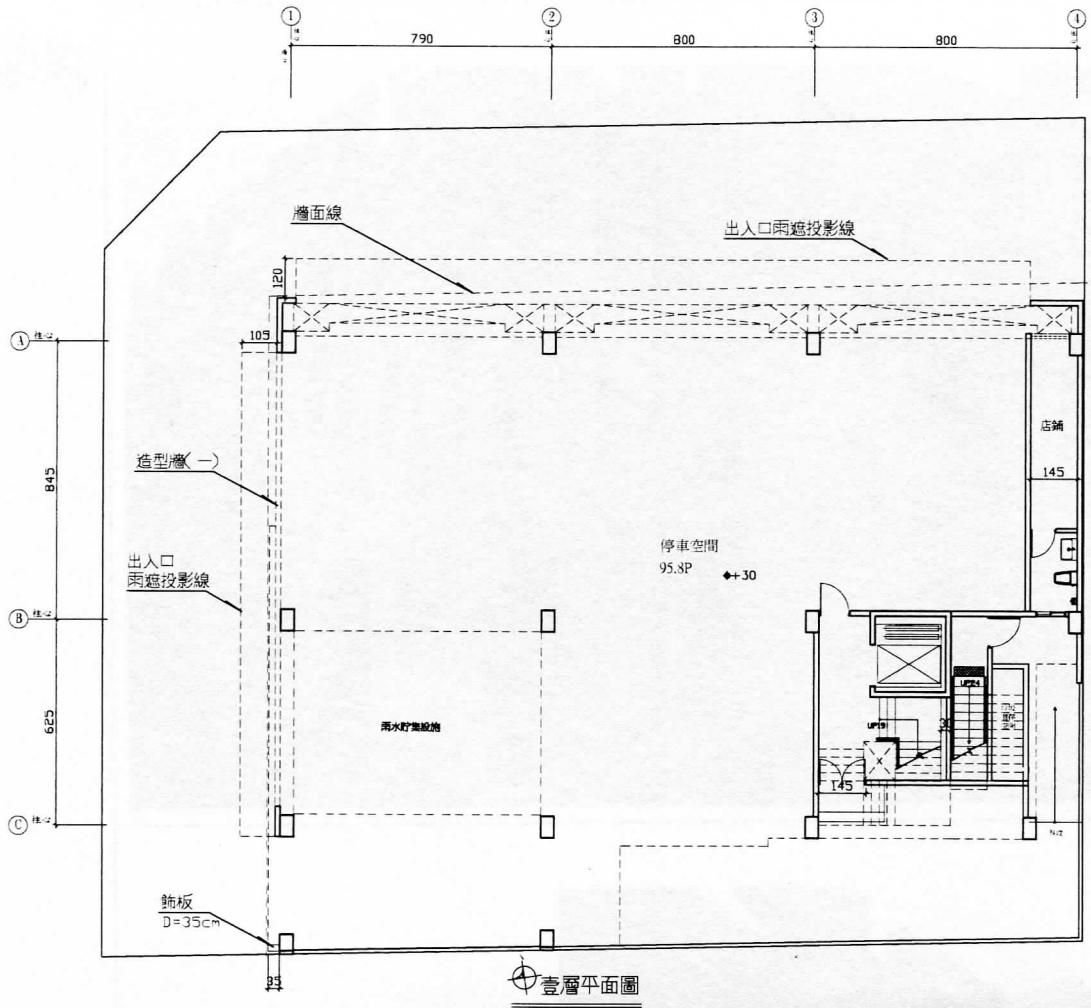 1
2
3
4
790
800
800
牆面線
出入口雨遮投影線
120
A
柱心
105
店鋪
145
造型牆(一)
845
停車空間
95.8P
+30
出入口
雨遮投影線
B
柱心
UP24
625
雨水貯集設施
UP19
30
145
C
柱心
飾板
D=35cm
35
壹層平面圖